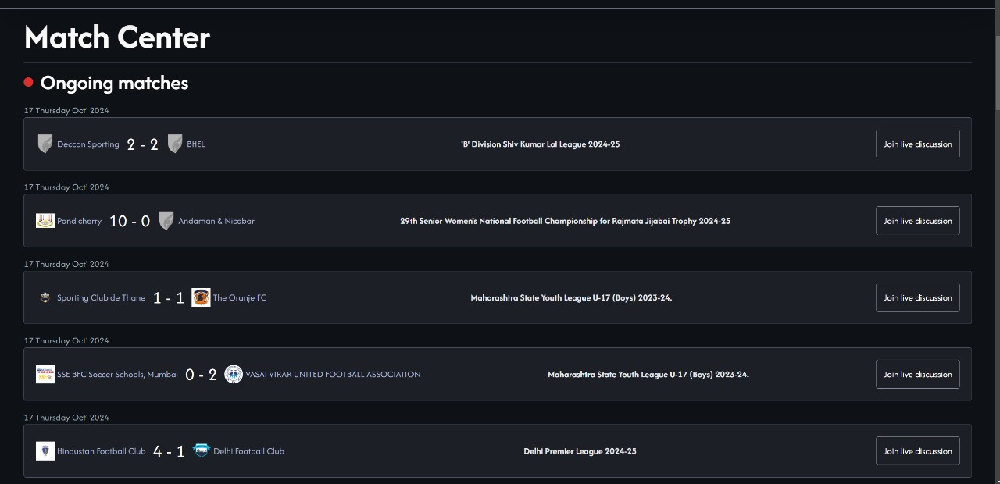 Match Center
Ongoing matches
17 Thursday Oct' 2024
Deccan Sporting 2 - 2 BHEL 'B' Division Shiv Kumar Lal League 2024-25 Join live discussion
17 Thursday Oct' 2024
Pondicherry 10 - 0 Andaman & Nicobar 29th Senior Women's National Football Championship for Rajmata Jijabai Trophy 2024-25 Join live discussion
17 Thursday Oct' 2024
Sporting Club de Thane 1 - 1 The Oranje FC Maharashtra State Youth League U-17 (Boys) 2023-24. Join live discussion
17 Thursday Oct' 2024
SSE BFC Soccer Schools, Mumbai 0 - 2 VASAI VIRAR UNITED FOOTBALL ASSOCIATION Maharashtra State Youth League U-17 (Boys) 2023-24. Join live discussion
17 Thursday Oct' 2024
Hindustan Football Club 4 - 1 Delhi Football Club Delhi Premier League 2024-25 Join live discussion